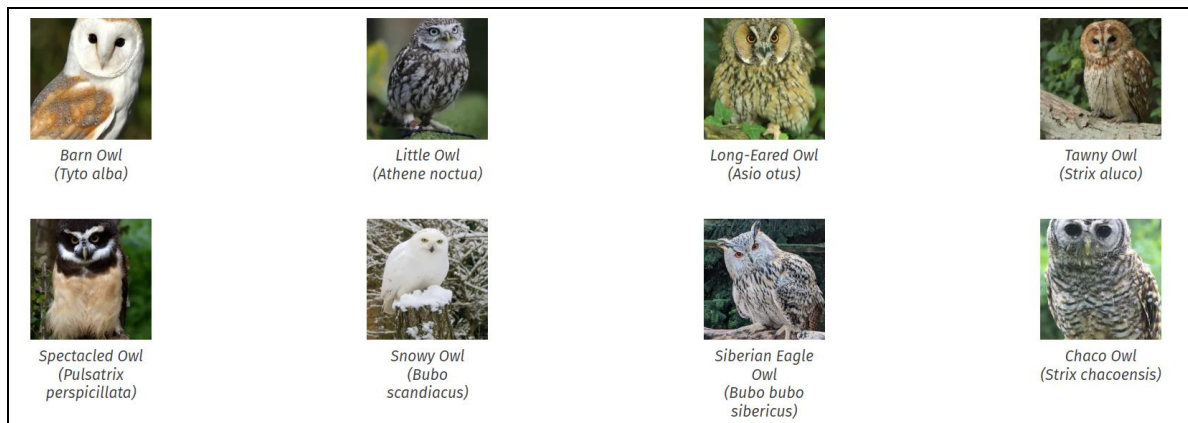 Barn Owl
(Tyto alba)
Little Owl
(Athene noctua)
Long-Eared Owl
(Asio otus)
Tawny Owl
(Strix aluco)
Spectacled Owl
(Pulsatrix
perspicillata)
Snowy Owl
(Bubo
scandiacus)
Siberian Eagle
Owl
(Bubo bubo
sibericus)
Chaco Owl
(Strix chacoensis)